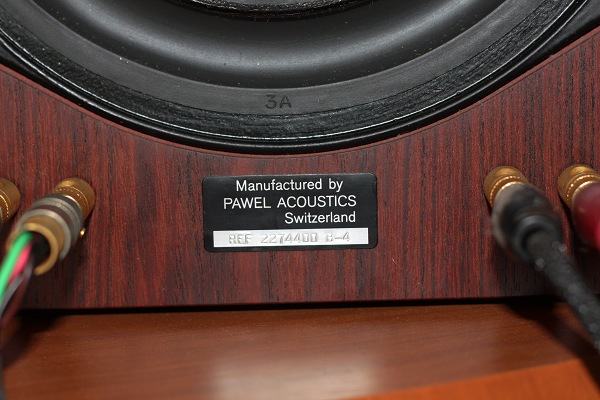 3A
Manufactured by
PAWEL ACOUSTICS
Switzerland
REF 2274400 B-4